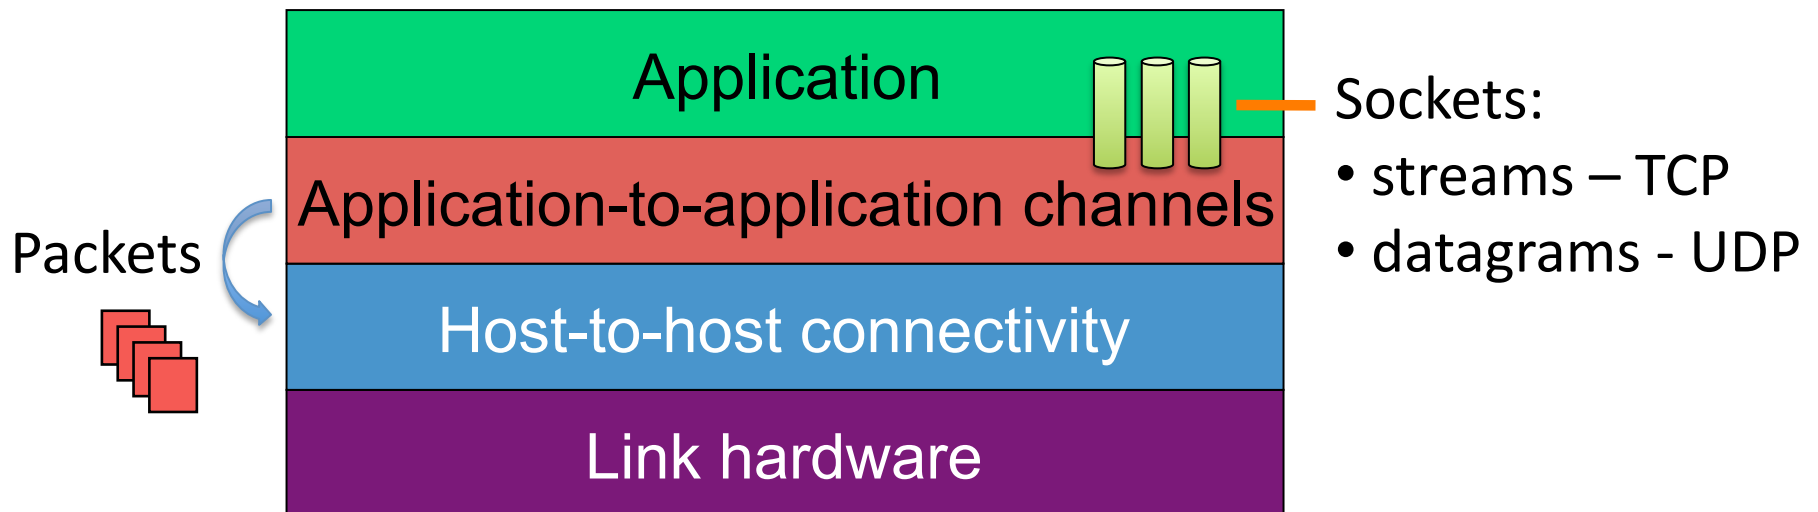 Application
Sockets:
• streams – TCP
Application-to-application channels
Packets
• datagrams - UDP
Host-to-host connectivity
Link hardware